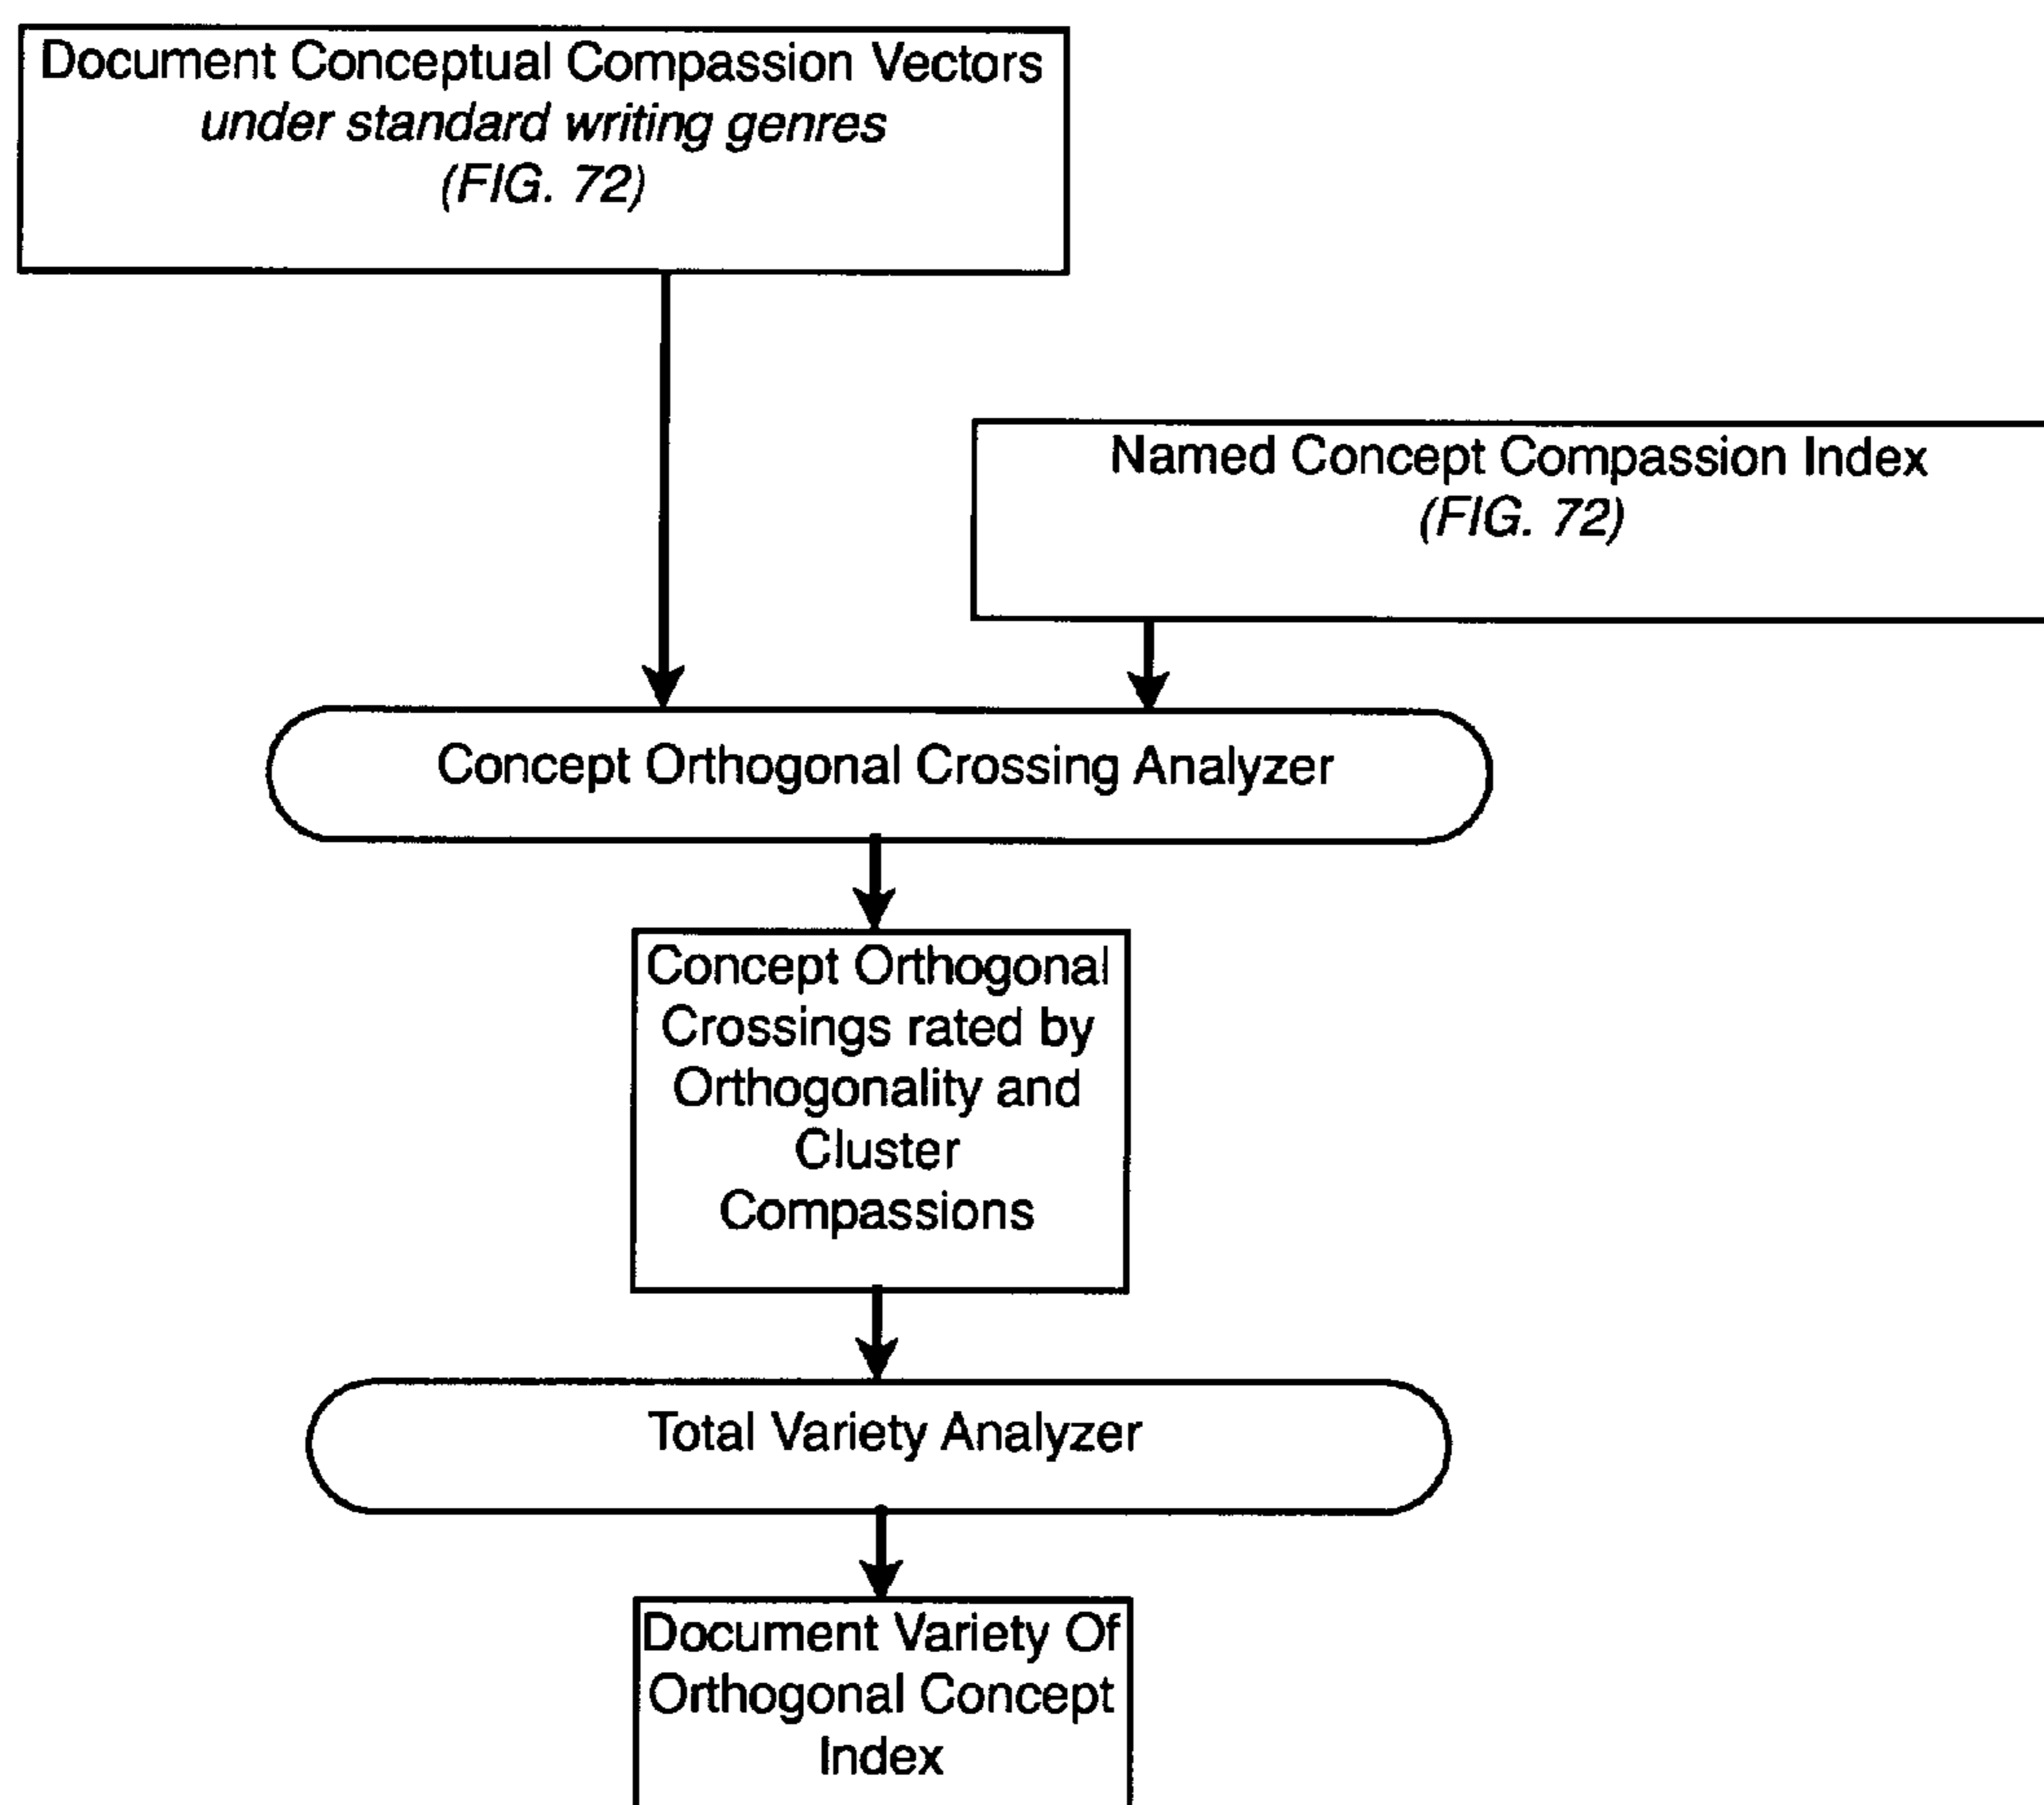 Document Conceptual Compassion Vectors
under standard writing genres
(FIG. 72)
Named Concept Compassion Index
(FIG. 72)
Concept Orthogonal Crossing Analyzer
Concept Orthogonal
Crossings rated by
Orthogonality and
Cluster
Compassions
Total Variety Analyzer
Document Variety Of
Orthogonal Concept
Index